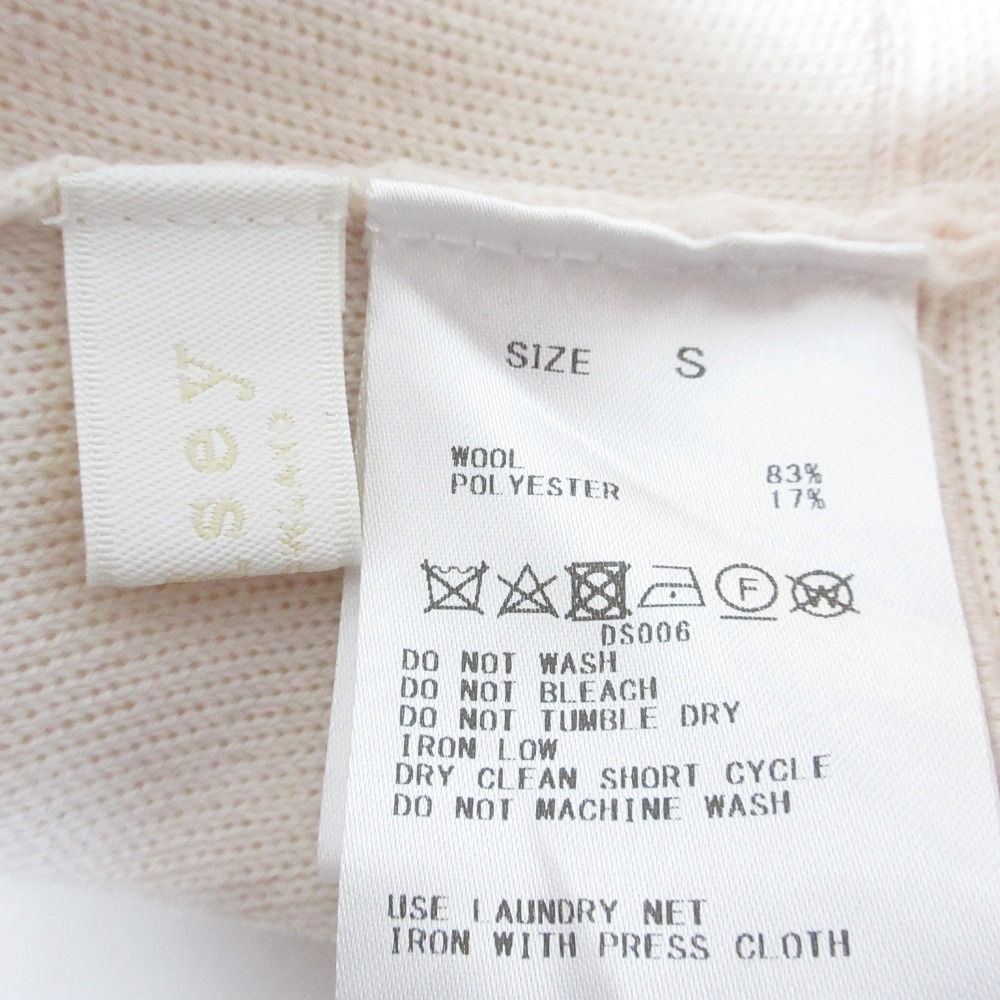 sey
SIZE S
WOOL 83%
POLYESTER 17%
F
W
DS006
DO NOT WASH
DO NOT BLEACH
DO NOT TUMBLE DRY
IRON LOW
DRY CLEAN SHORT CYCLE
DO NOT MACHINE WASH
USE LAUNDRY NET
IRON WITH PRESS CLOTH